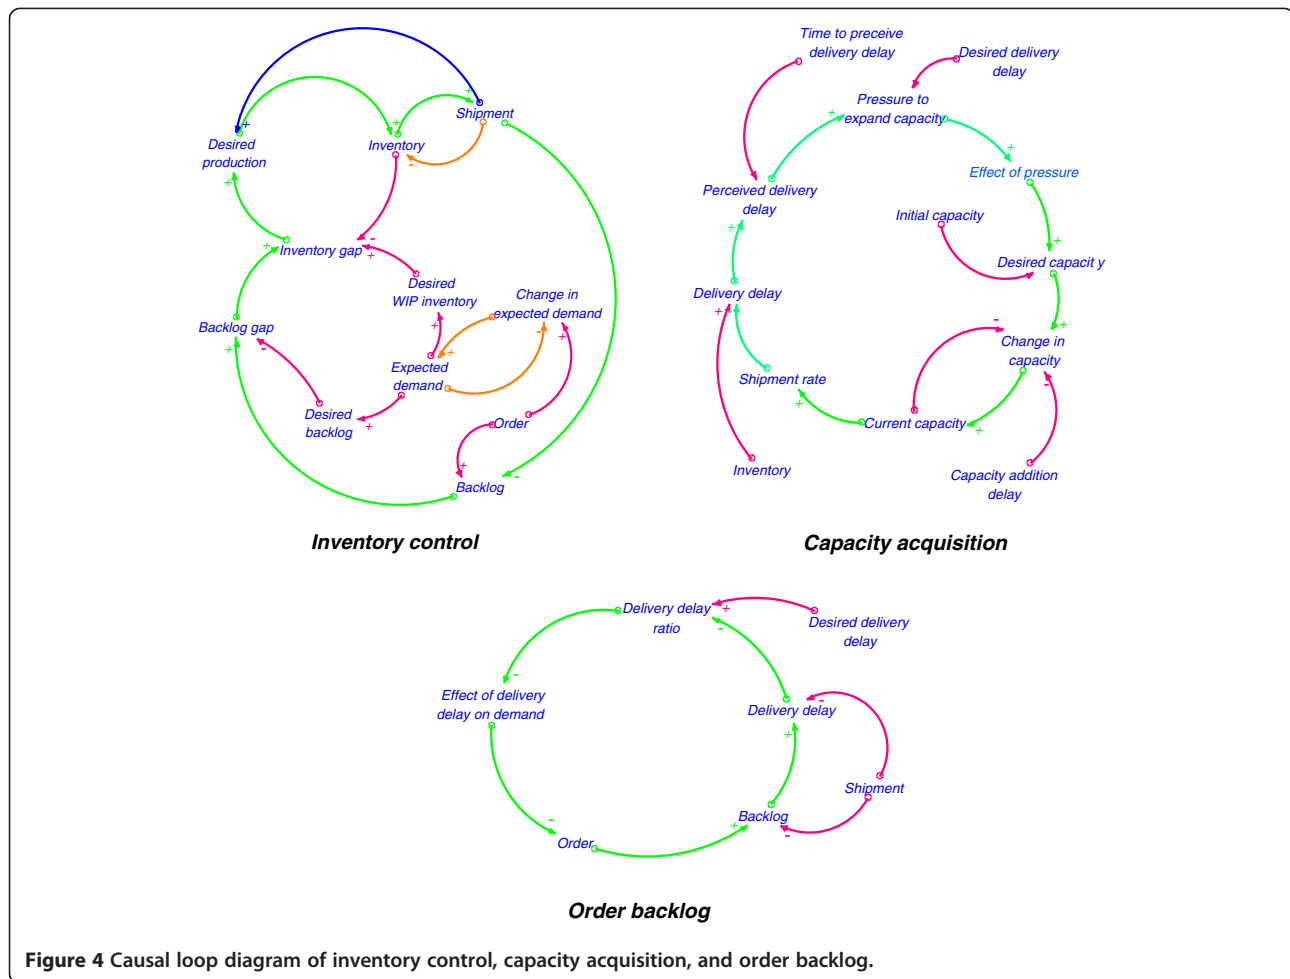 Shipment
Desired
production
Inventory
Inventory gap
Desired
WIP inventory
Change in
expected demand
Backlog gap
Expected
demand
Desired
backlog
Order
Backlog
Inventory control
Time to preceive
delivery delay
Desired delivery
delay
Pressure to
expand capacity
Effect of pressure
Perceived delivery
delay
Initial capacity
Desired capacit y
Delivery delay
Change in
capacity
Shipment rate
Current capacity
Inventory
Capacity addition
delay
Capacity acquisition
Delivery delay
ratio
Desired delivery
delay
Effect of delivery
delay on demand
Delivery delay
Shipment
Backlog
Order
Order backlog
Figure 4 Causal loop diagram of inventory control, capacity acquisition, and order backlog.